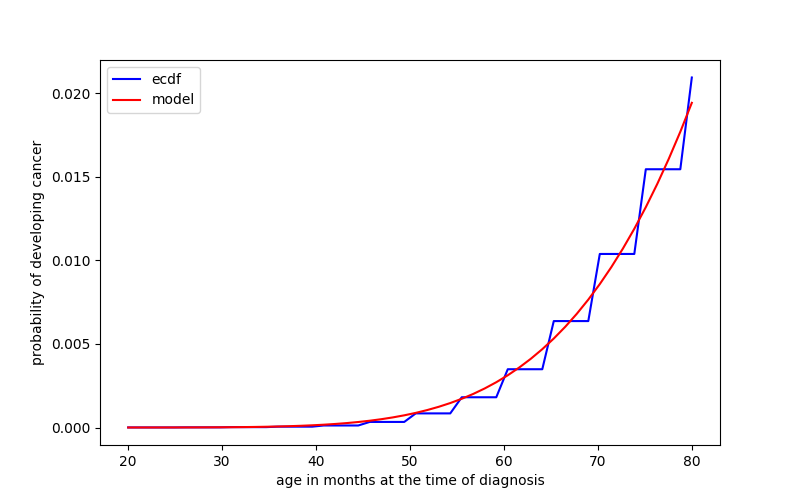 ecdf
model
0.020
0.015
0.010
0.005
0.000
probability of developing cancer
20 30 40 50 60 70 80
age in months at the time of diagnosis